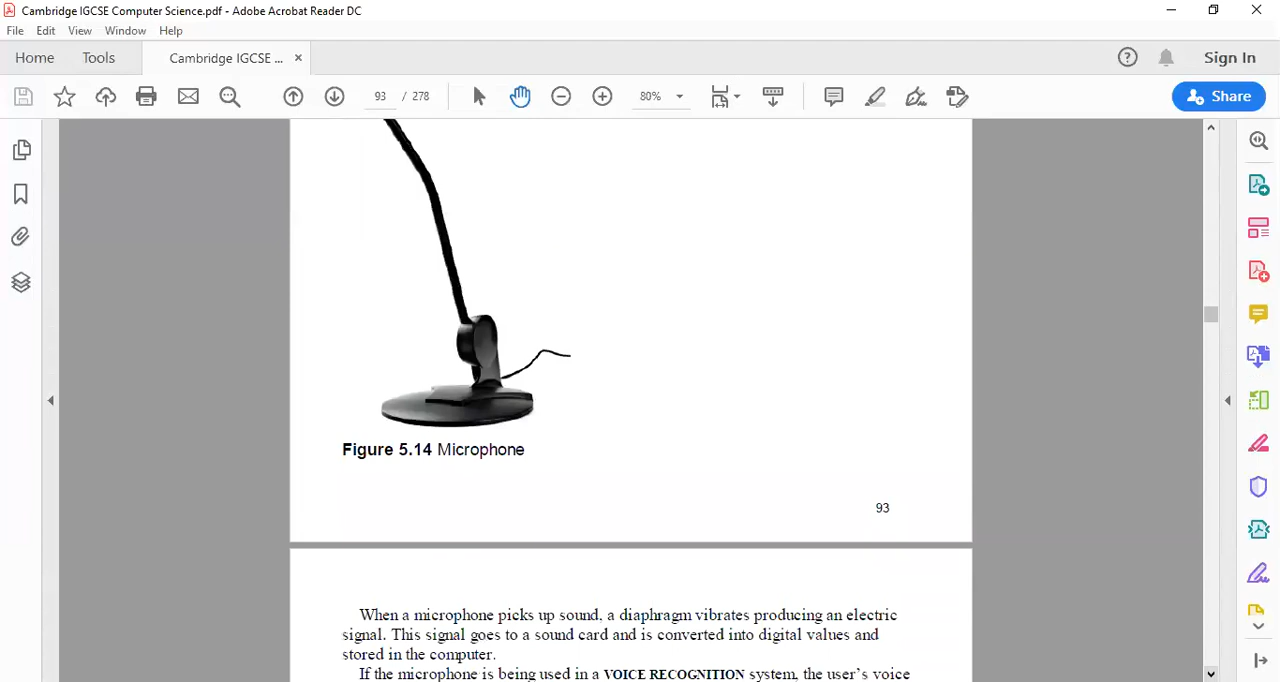 Cambridge IGCSE Computer Science.pdf - Adobe Acrobat Reader DC
File Edit View Window Help
Home Tools Cambridge IGCSE ... × Sign In
93 / 278 80% Share
Figure 5.14 Microphone
93
When a microphone picks up sound, a diaphragm vibrates producing an electric
signal. This signal goes to a sound card and is converted into digital values and
stored in the computer.
If the microphone is being used in a VOICE RECOGNITION system, the user's voice